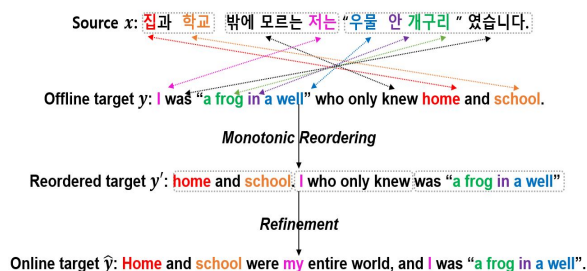 Source x: 집과 학교 밖에 모르는 저는 “우물 안 개구리 ” 였습니다.
Offline target y: I was “a frog in a well” who only knew home and school.
Monotonic Reordering
Reordered target y′: home and school. I who only knew was “a frog in a well”
Refinement
Online target ŷ: Home and school were my entire world, and I was “a frog in a well”.